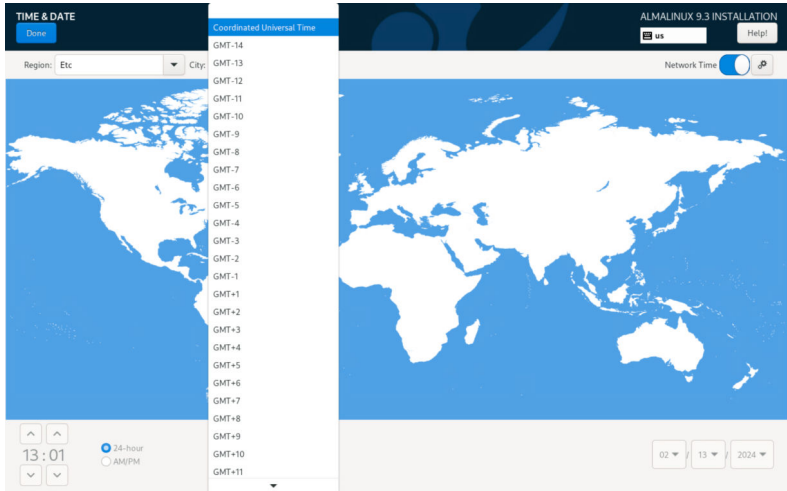 TIME & DATE
ALMALINUX 9.3 INSTALLATION
Done
us
Help!
Region: Etc
City:
Network Time
Coordinated Universal Time
GMT-14
GMT-13
GMT-12
GMT-11
GMT-10
GMT-9
GMT-8
GMT-7
GMT-6
GMT-5
GMT-4
GMT-3
GMT-2
GMT-1
GMT+1
GMT+2
GMT+3
GMT+4
GMT+5
GMT+6
GMT+7
GMT+8
GMT+9
GMT+10
GMT+11
13:01
24-hour
AM/PM
02 / 13 / 2024